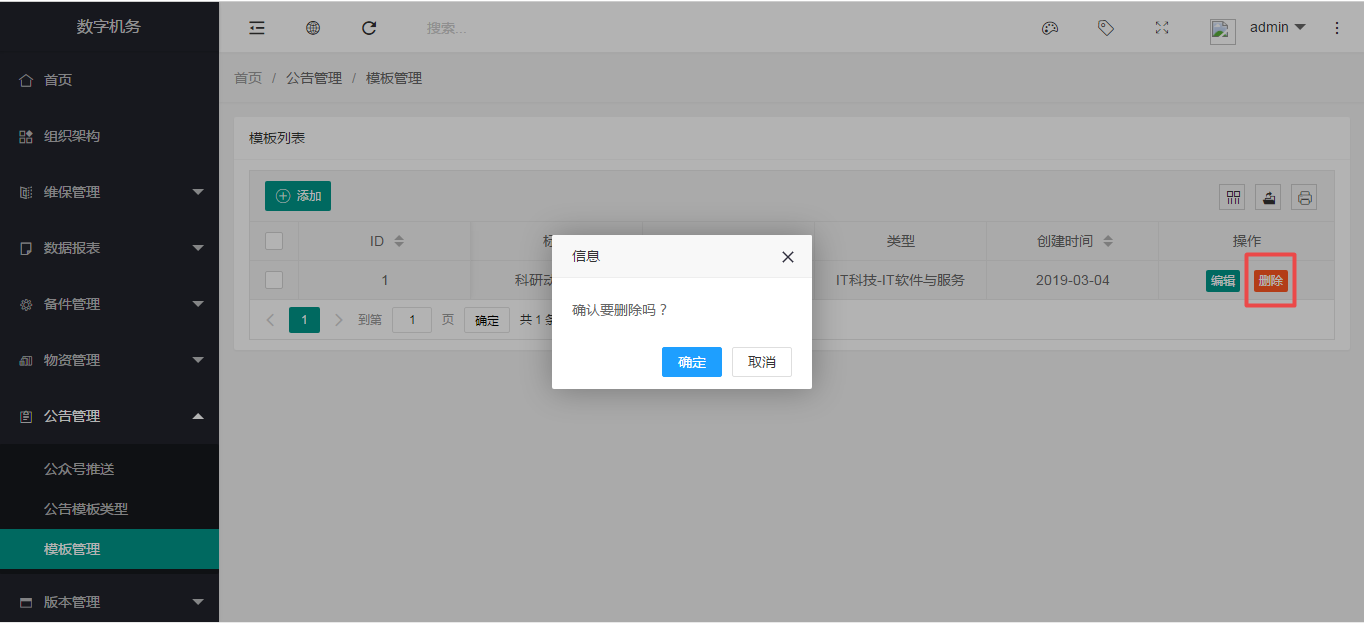 数字机务
搜索...
admin
首页
组织架构
维保管理
数据报表
备件管理
物资管理
公告管理
公众号推送
公告模板类型
模板管理
版本管理
首页 / 公告管理 / 模板管理
模板列表
添加
ID 类型 创建时间 操作
1 科研动 IT科技-IT软件与服务 2019-03-04 编辑 删除
1 到第 1 页 确定 共 1 条
信息
确认要删除吗？
确定 取消